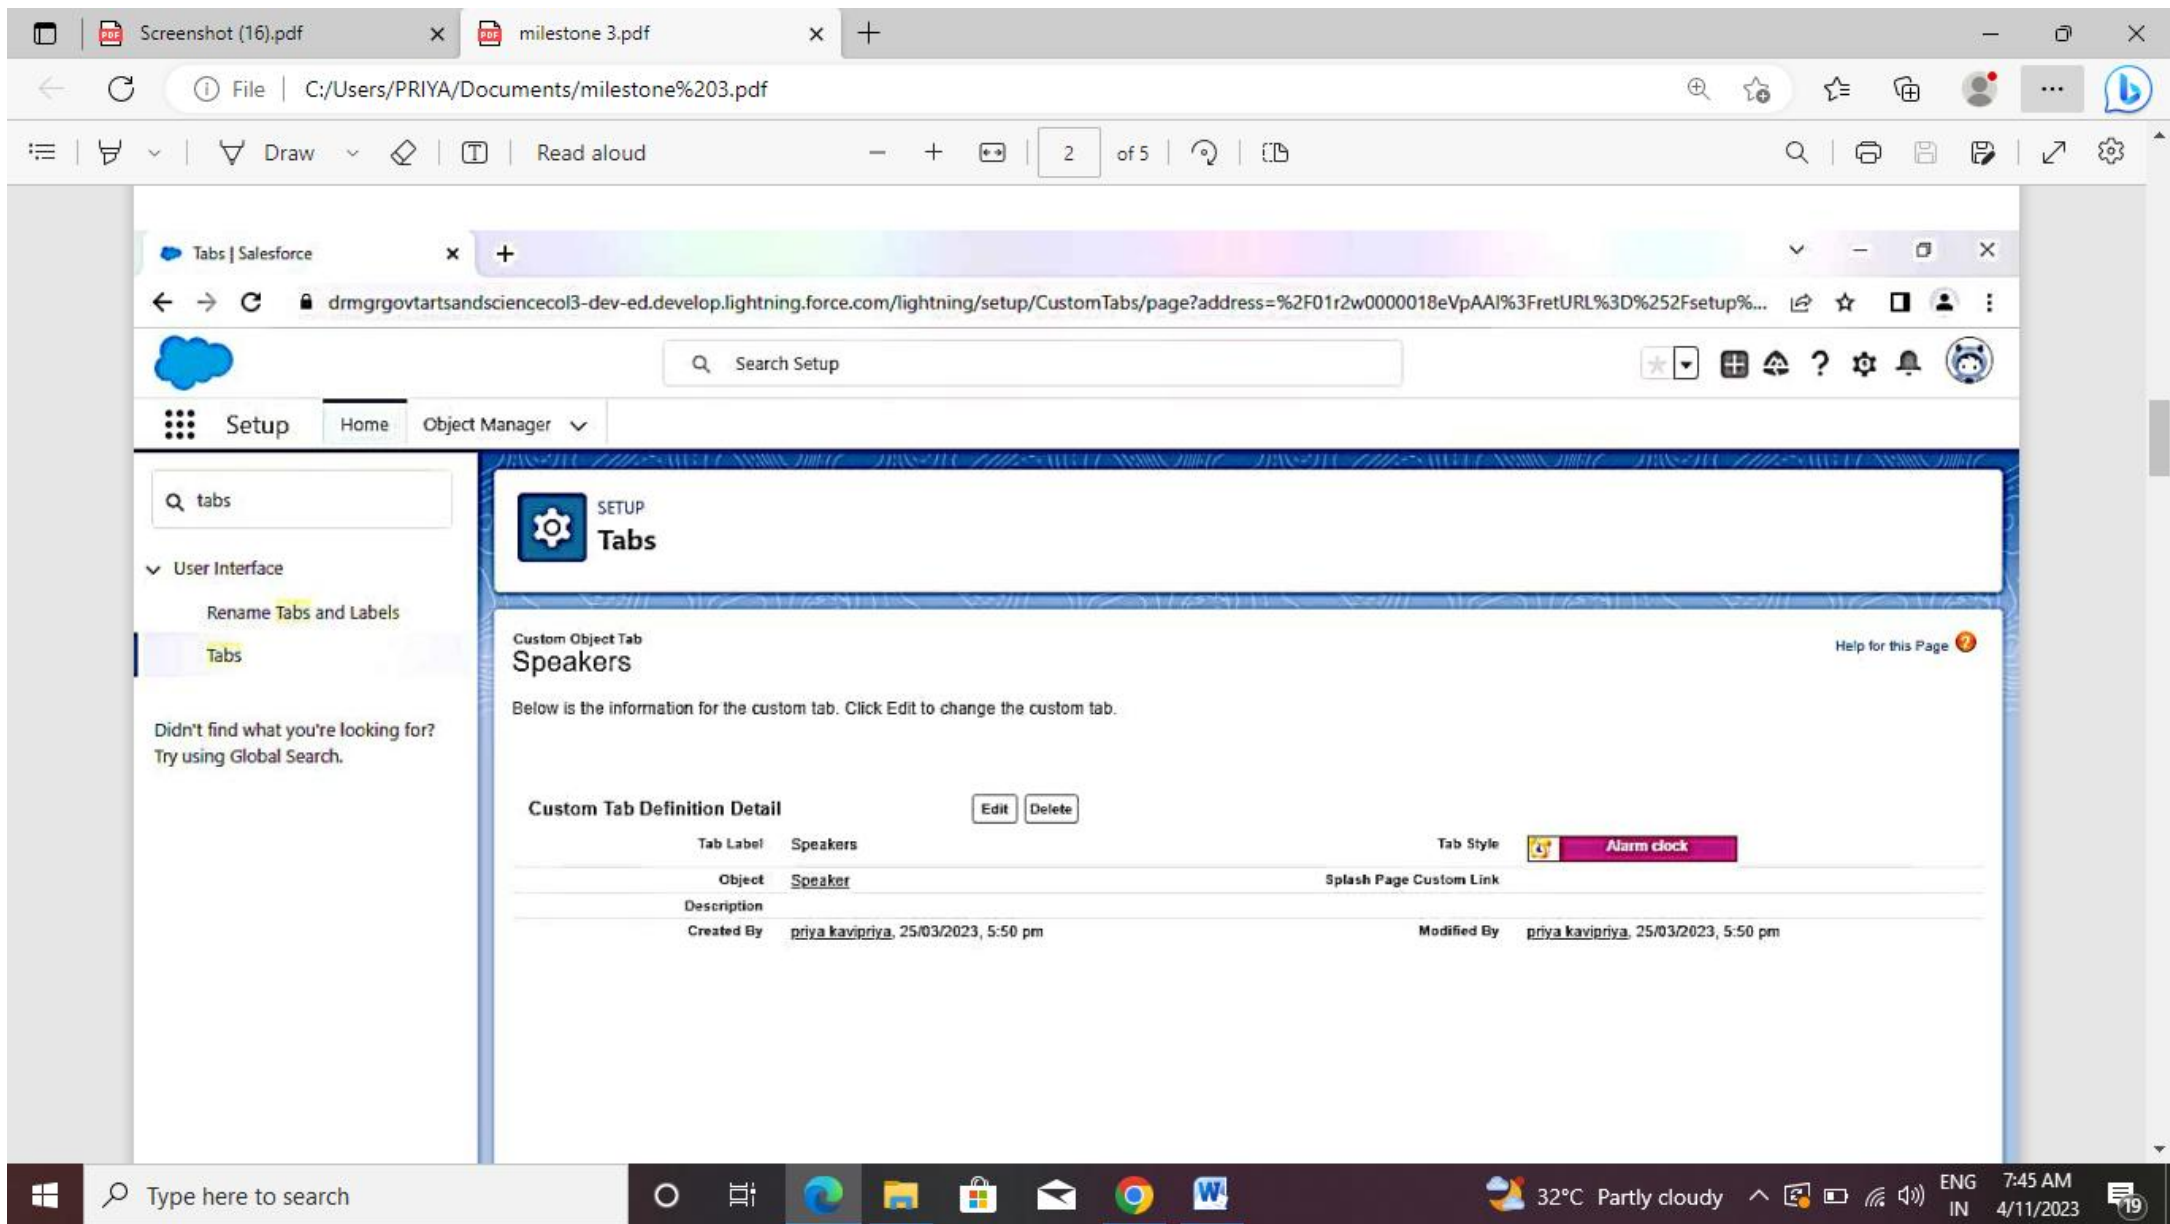 Screenshot (16).pdf
milestone 3.pdf
File | C:/Users/PRIYA/Documents/milestone%203.pdf
Draw
Read aloud
2 of 5
Tabs | Salesforce
drmgrgovtartsandsciencecol3-dev-ed.develop.lightning.force.com/lightning/setup/CustomTabs/page?address=%2F01r2w0000018eVpAAI%3FretURL%3D%252Fsetup%...
Search Setup
Setup Home Object Manager
tabs
User Interface
Rename Tabs and Labels
Tabs
Didn't find what you're looking for?
Try using Global Search.
SETUP
Tabs
Custom Object Tab
Speakers
Help for this Page
Below is the information for the custom tab. Click Edit to change the custom tab.
Custom Tab Definition Detail Edit Delete
Tab Label Speakers Tab Style Alarm clock
Object Speaker Splash Page Custom Link
Description
Created By priya kavipriya, 25/03/2023, 5:50 pm Modified By priya kavipriya, 25/03/2023, 5:50 pm
Type here to search
32°C Partly cloudy
ENG
IN
7:45 AM
4/11/2023
19